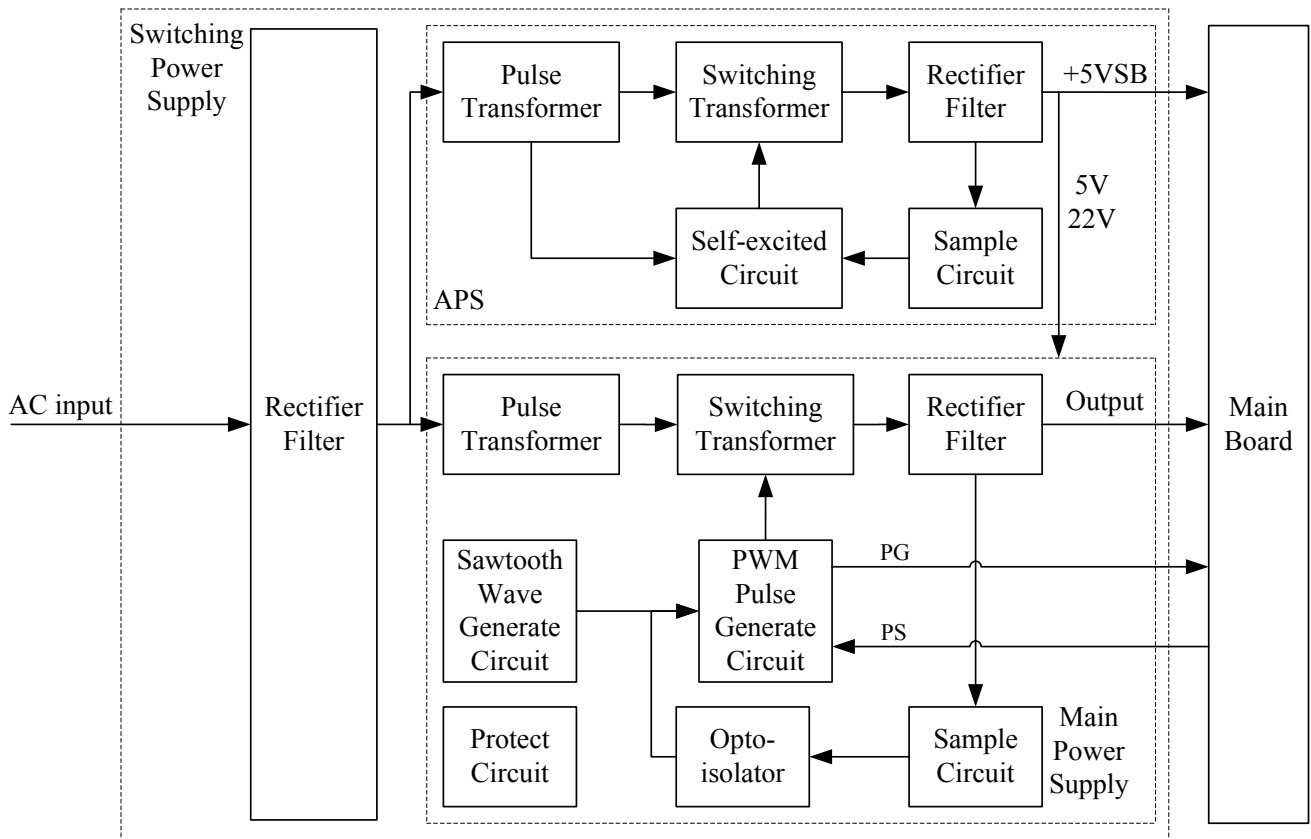 Switching
Power
Supply
Pulse
Transformer
Switching
Transformer
Rectifier
Filter
+5VSB
5V
22V
Self-excited
Circuit
Sample
Circuit
APS
AC input
Rectifier
Filter
Pulse
Transformer
Switching
Transformer
Rectifier
Filter
Output
Main
Board
Sawtooth
Wave
Generate
Circuit
PWM
Pulse
Generate
Circuit
PG
PS
Protect
Circuit
Opto-
isolator
Sample
Circuit
Main
Power
Supply